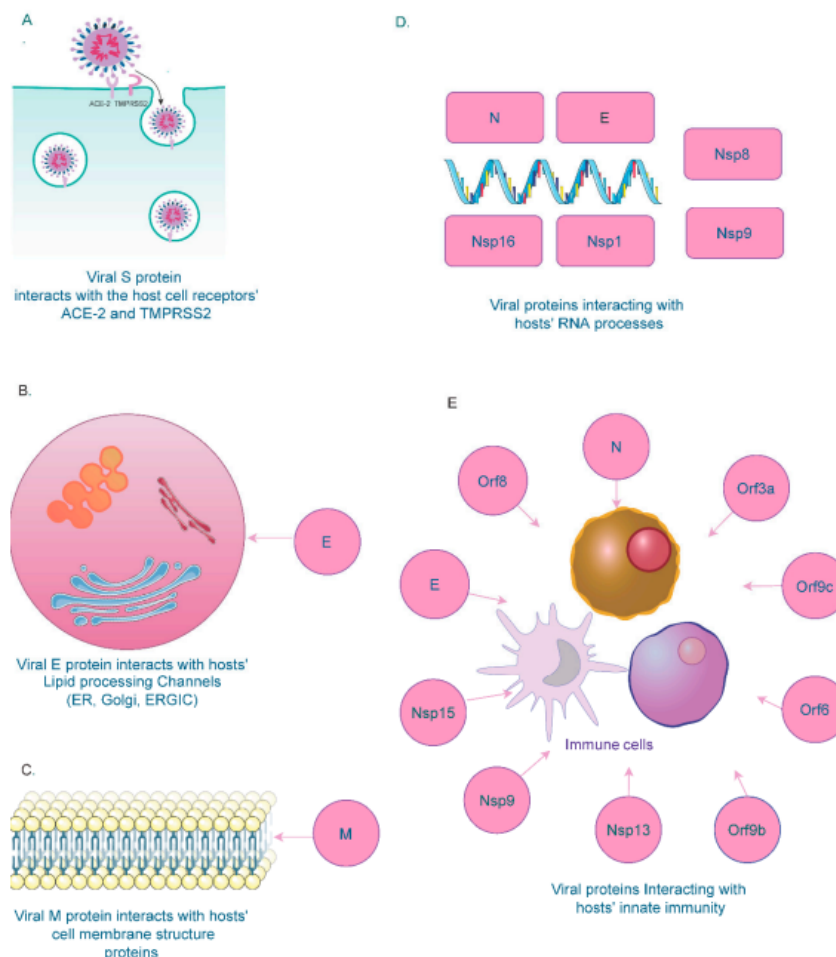 A
ACE-2 TMPRSS2
Viral S protein
interacts with the host cell receptors'
ACE-2 and TMPRSS2
B.
E
Viral E protein interacts with hosts'
Lipid processing Channels
(ER, Golgi, ERGIC)
C.
M
Viral M protein interacts with hosts'
cell membrane structure
proteins
D.
N
E
Nsp8
Nsp16
Nsp1
Nsp9
Viral proteins interacting with
hosts' RNA processes
E
N
Orf8
Orf3a
E
Orf9c
Nsp15
Orf6
Immune cells
Nsp9
Nsp13
Orf9b
Viral proteins Interacting with
hosts' innate immunity